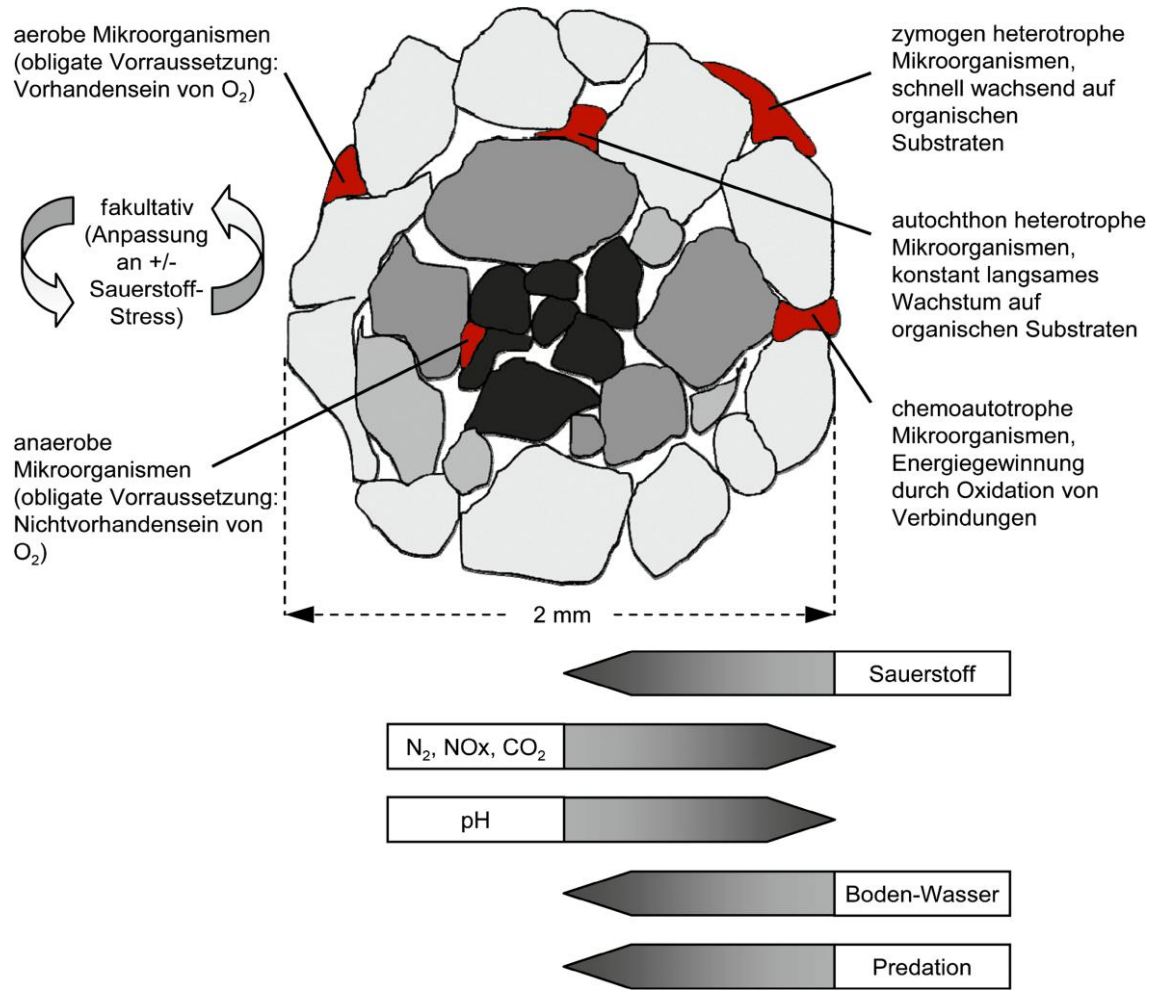 aerobe Mikroorganismen
(obligate Vorraussetzung:
Vorhandensein von O₂)
zymogen heterotrophe
Mikroorganismen,
schnell wachsend auf
organischen
Substraten
fakultativ
(Anpassung
an +/-
Sauerstoff-
Stress)
autochthon heterotrophe
Mikroorganismen,
konstant langsames
Wachstum auf
organischen Substraten
anaerobe
Mikroorganismen
(obligate Vorraussetzung:
Nichtvorhandensein von
O₂)
chemoautotrophe
Mikroorganismen,
Energiegewinnung
durch Oxidation von
Verbindungen
2 mm
Sauerstoff
N₂, NOx, CO₂
pH
Boden-Wasser
Predation